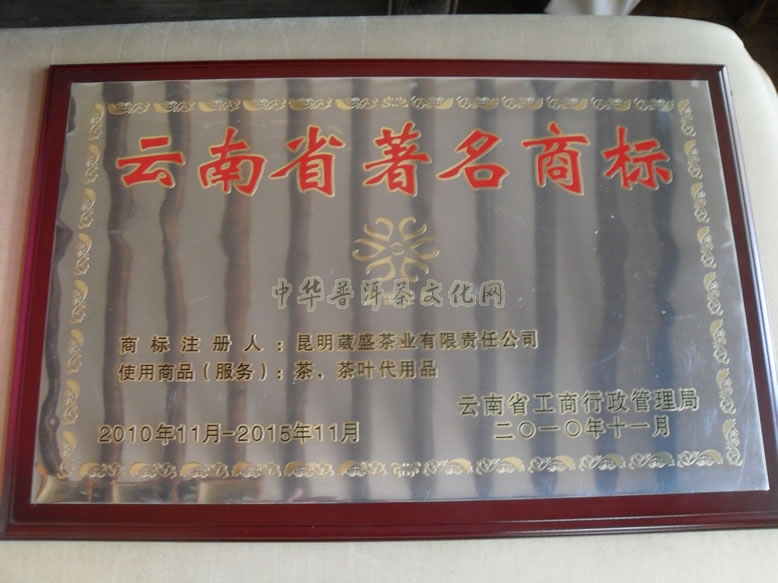 云南省著名商标
中华普洱茶文化网
商标注册人：昆明葳盛茶业有限责任公司
使用商品（服务）：茶，茶叶代用品
云南省工商行政管理局
2010年11月-2015年11月
二〇一〇年十一月